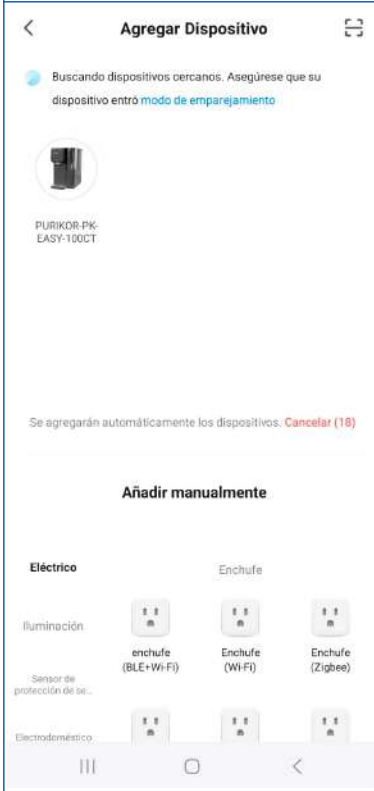 Agregar Dispositivo
Buscando dispositivos cercanos. Asegúrese que su
dispositivo entró modo de emparejamiento
PURIKOR-PK-
EASY-100CT
Se agregarán automáticamente los dispositivos. Cancelar (18)
Añadir manualmente
Eléctrico
Enchufe
Iluminación
enchufe
(BLE+Wi-Fi)
Enchufe
(Wi-Fi)
Enchufe
(Zigbee)
Sensor de
protección de se...
Electrodoméstico